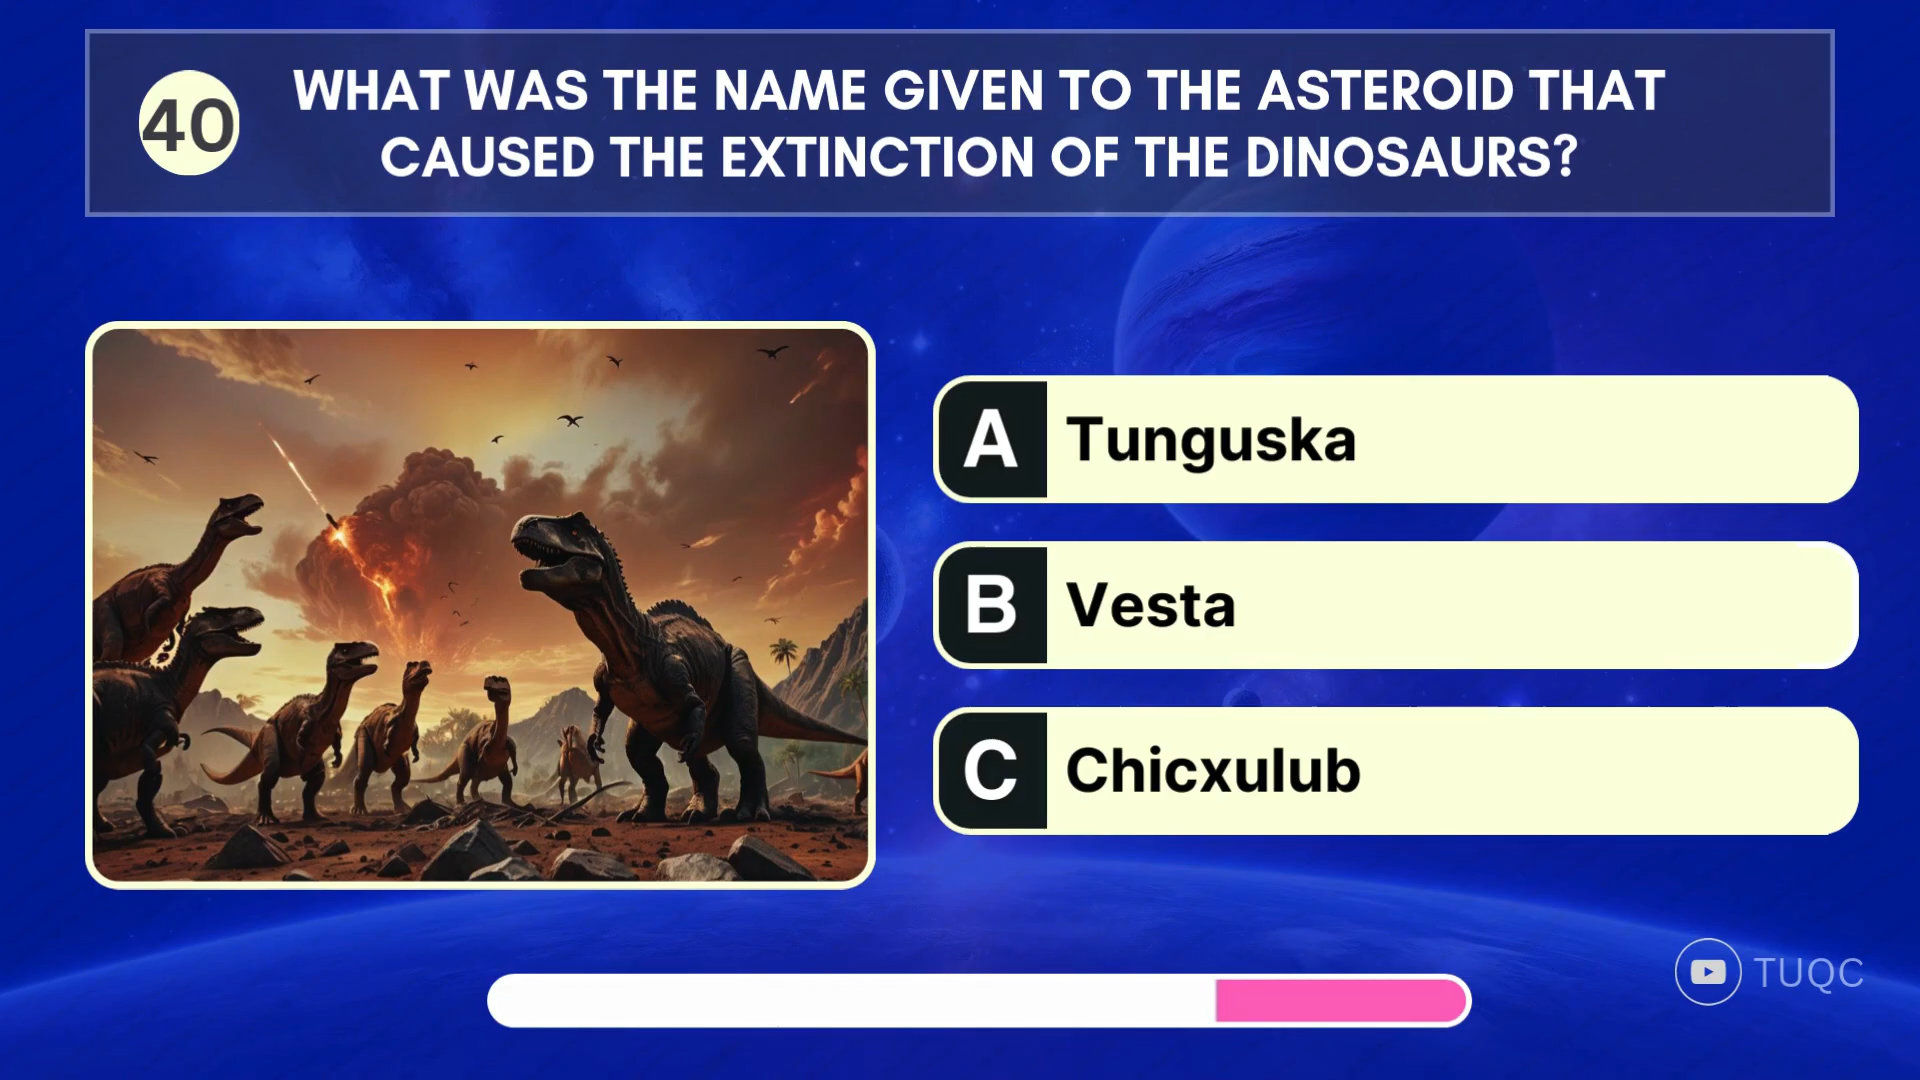 40
WHAT WAS THE NAME GIVEN TO THE ASTEROID THAT
CAUSED THE EXTINCTION OF THE DINOSAURS?
A Tunguska
B Vesta
C Chicxulub
TUQC